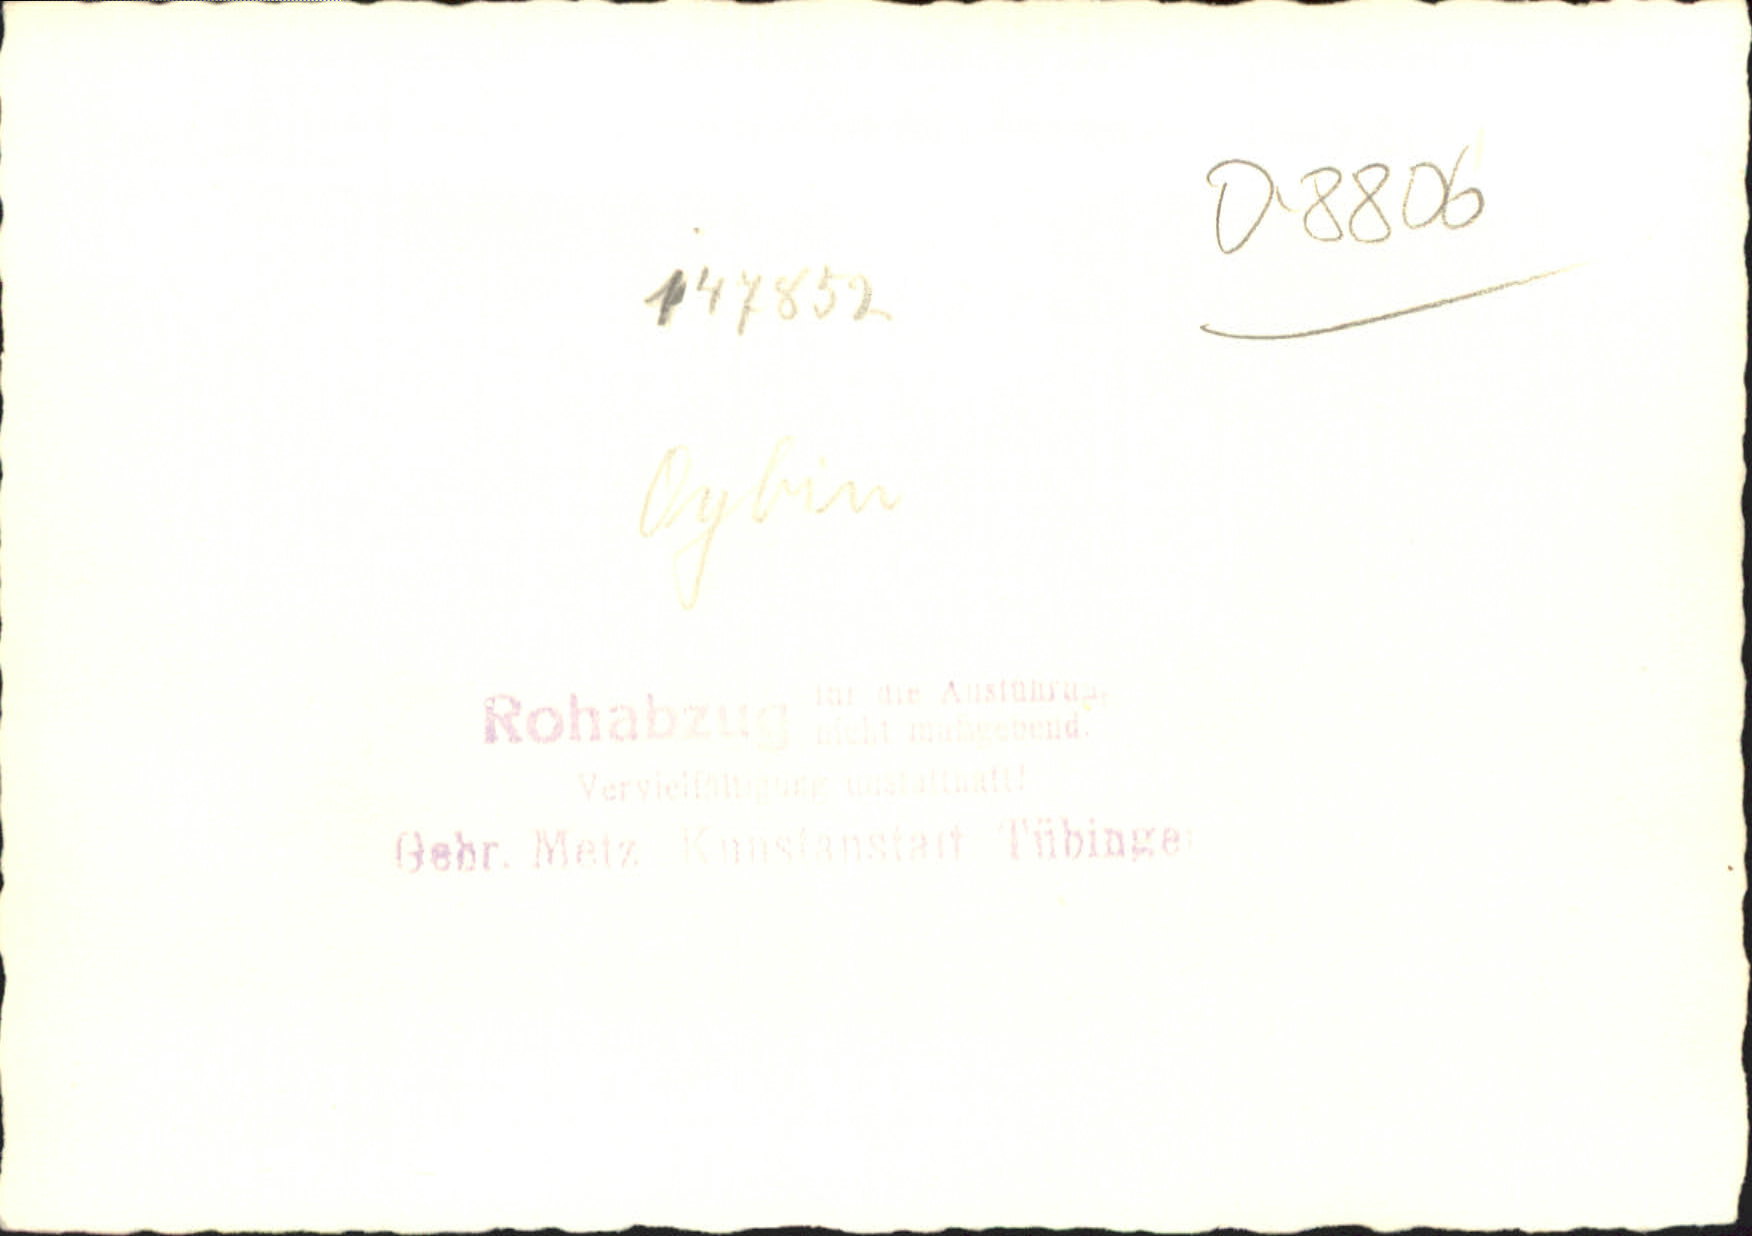 D-8806
147852
Oybin
Rohabzug für die Ausführung
nicht maßgebend.
Vervielfältigung unstatthaft!
Gebr. Metz Kunstanstalt Tübingen